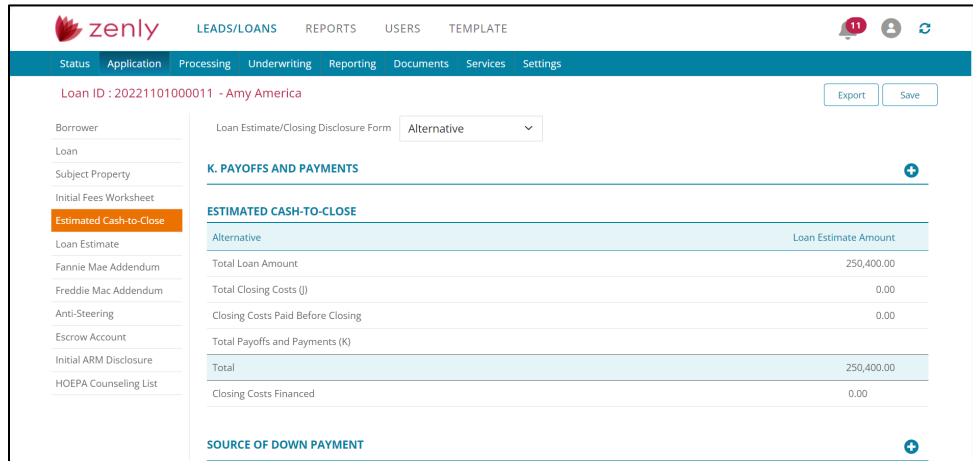 zenly LEADS/LOANS REPORTS USERS TEMPLATE 11
Status Application Processing Underwriting Reporting Documents Services Settings
Loan ID : 20221101000011 - Amy America Export Save
Borrower
Loan
Subject Property
Initial Fees Worksheet
Estimated Cash-to-Close
Loan Estimate
Fannie Mae Addendum
Freddie Mac Addendum
Anti-Steering
Escrow Account
Initial ARM Disclosure
HOEPA Counseling List
Loan Estimate/Closing Disclosure Form Alternative
K. PAYOFFS AND PAYMENTS
ESTIMATED CASH-TO-CLOSE
Alternative Loan Estimate Amount
Total Loan Amount 250,400.00
Total Closing Costs (J) 0.00
Closing Costs Paid Before Closing 0.00
Total Payoffs and Payments (K)
Total 250,400.00
Closing Costs Financed 0.00
SOURCE OF DOWN PAYMENT